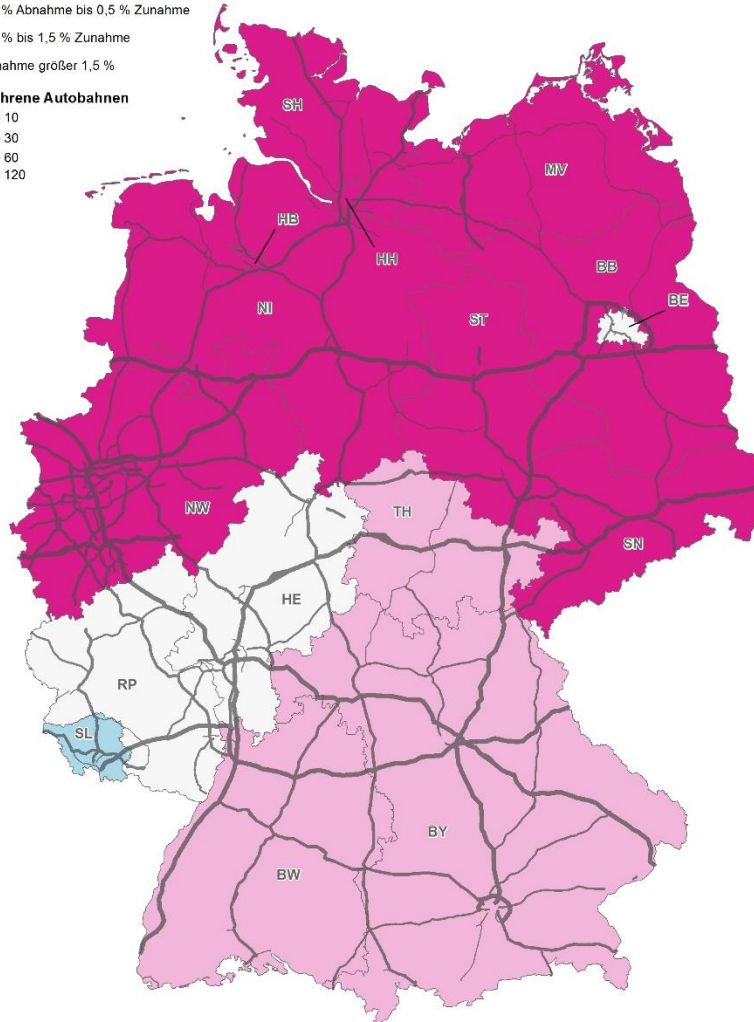 % Abnahme bis 0,5 % Zunahme
% bis 1,5 % Zunahme
nahme größer 1,5 %
hrene Autobahnen
10
30
60
120
SH
MV
HB
HH
BB
BE
NI
ST
NW
TH
SN
HE
RP
SL
BY
BW